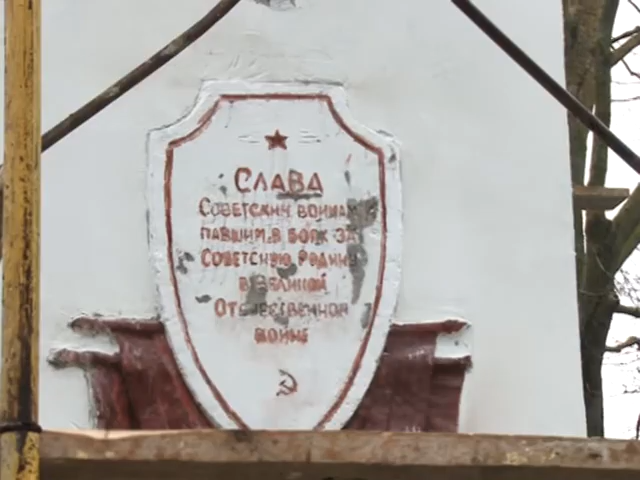 СЛАВА
СОВЕТСКИМ ВОИНАМ
ПАВШИМ В БОЯХ ЗА
СОВЕТСКУЮ РОДИНУ
В ВЕЛИКОЙ
ОТЕЧЕСТВЕННОЙ
ВОЙНЕ